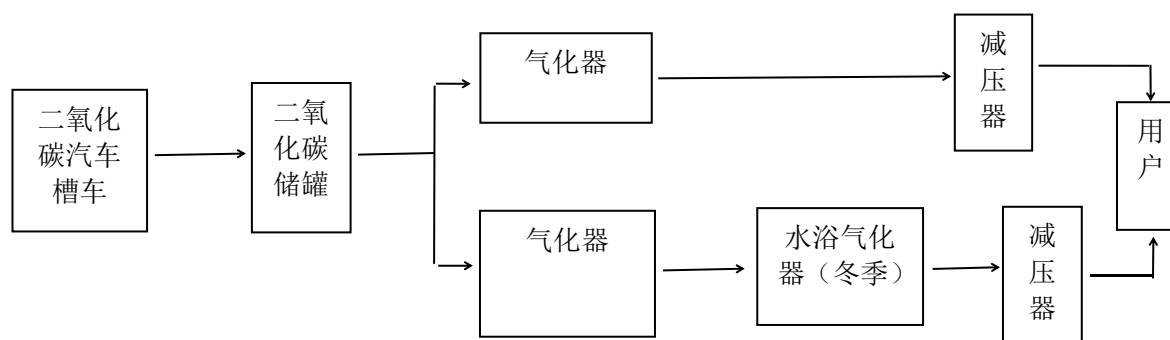 二氧化
碳汽车
槽车
二氧
化碳
储罐
气化器
减
压
器
气化器
水浴气化
器（冬季）
减
压
器
用
户